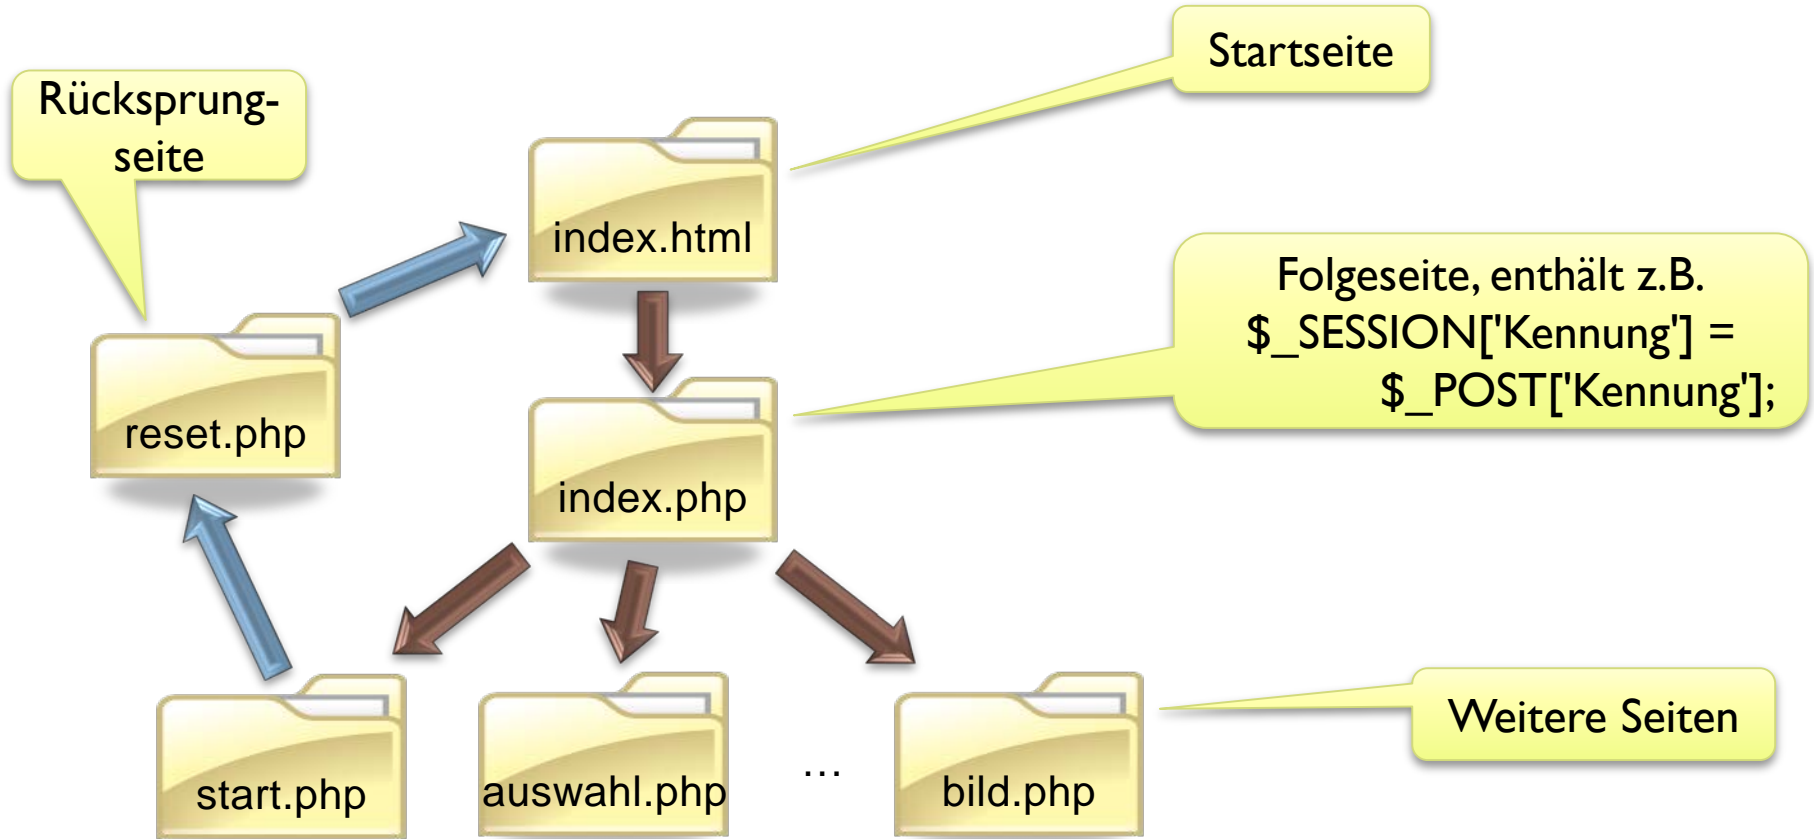 Startseite
Rücksprung-
seite
index.html
Folgeseite, enthält z.B.
$_SESSION['Kennung'] =
$_POST['Kennung'];
reset.php
index.php
Weitere Seiten
start.php
auswahl.php
...
bild.php